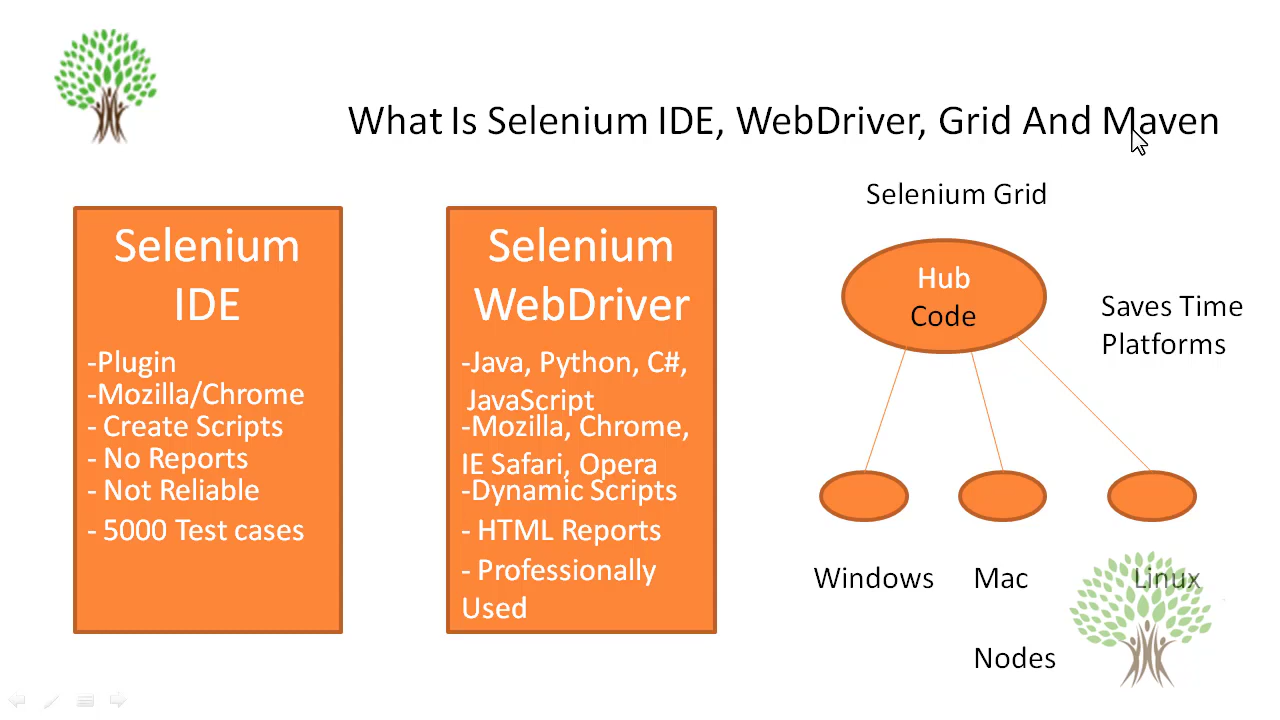 What Is Selenium IDE, WebDriver, Grid And Maven
Selenium
IDE
-Plugin
-Mozilla/Chrome
- Create Scripts
- No Reports
- Not Reliable
- 5000 Test cases
Selenium
WebDriver
-Java, Python, C#,
JavaScript
-Mozilla, Chrome,
IE Safari, Opera
-Dynamic Scripts
- HTML Reports
- Professionally
Used
Selenium Grid
Hub
Code
Saves Time
Platforms
Windows
Mac
Linux
Nodes